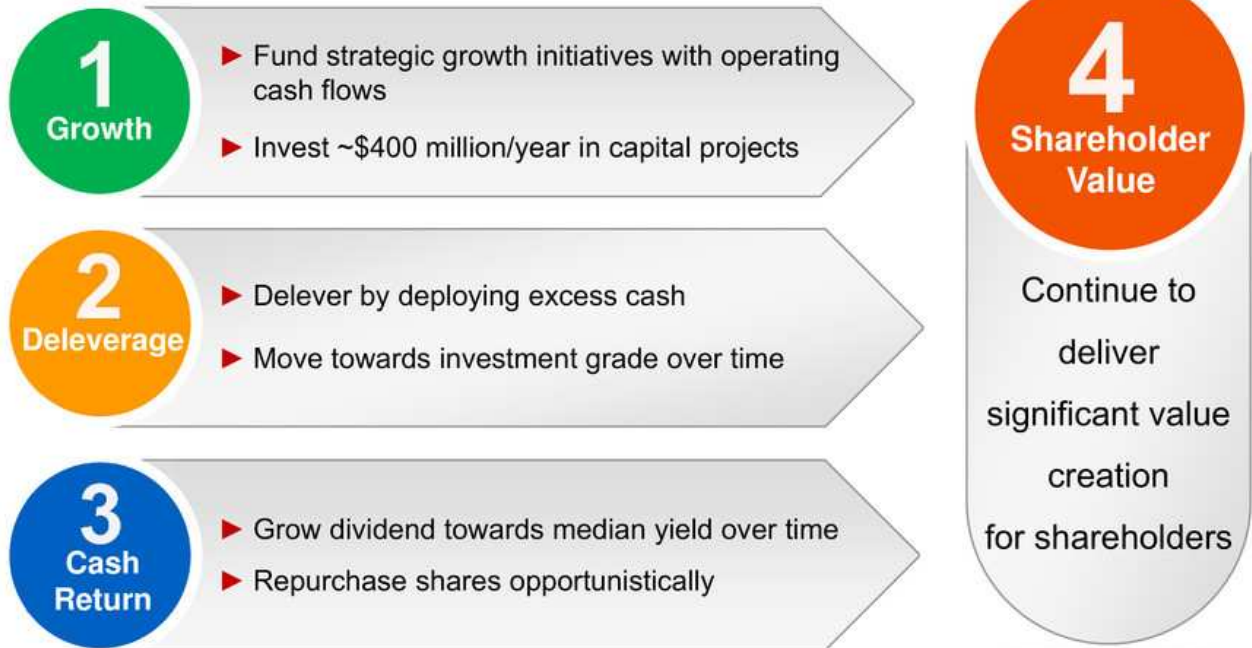 1
Growth
► Fund strategic growth initiatives with operating
cash flows
► Invest ~$400 million/year in capital projects
2
Deleverage
► Delever by deploying excess cash
► Move towards investment grade over time
3
Cash
Return
► Grow dividend towards median yield over time
► Repurchase shares opportunistically
4
Shareholder
Value
Continue to
deliver
significant value
creation
for shareholders